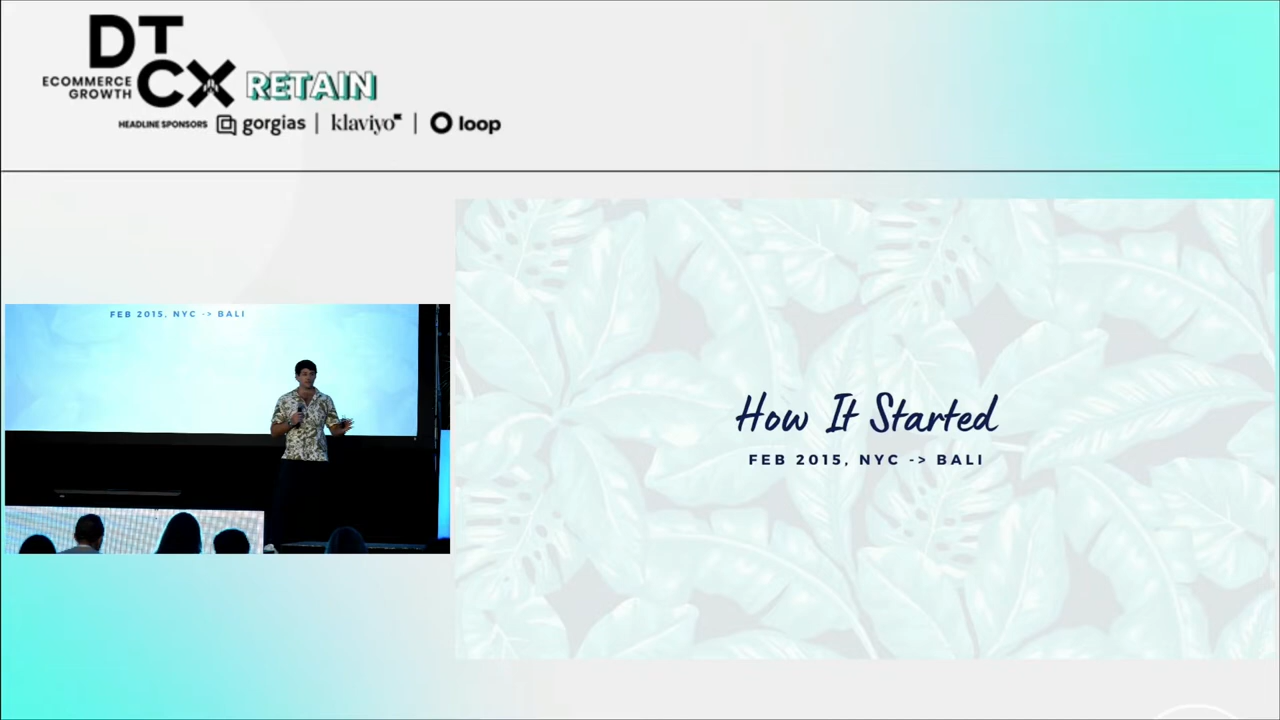 DT
ECOMMERCE
GROWTH
CX
RETAIN
HEADLINE SPONSORS
gorgias | klaviyo | loop
FEB 2015, NYC -> BALI
How It Started
FEB 2015, NYC -> BALI